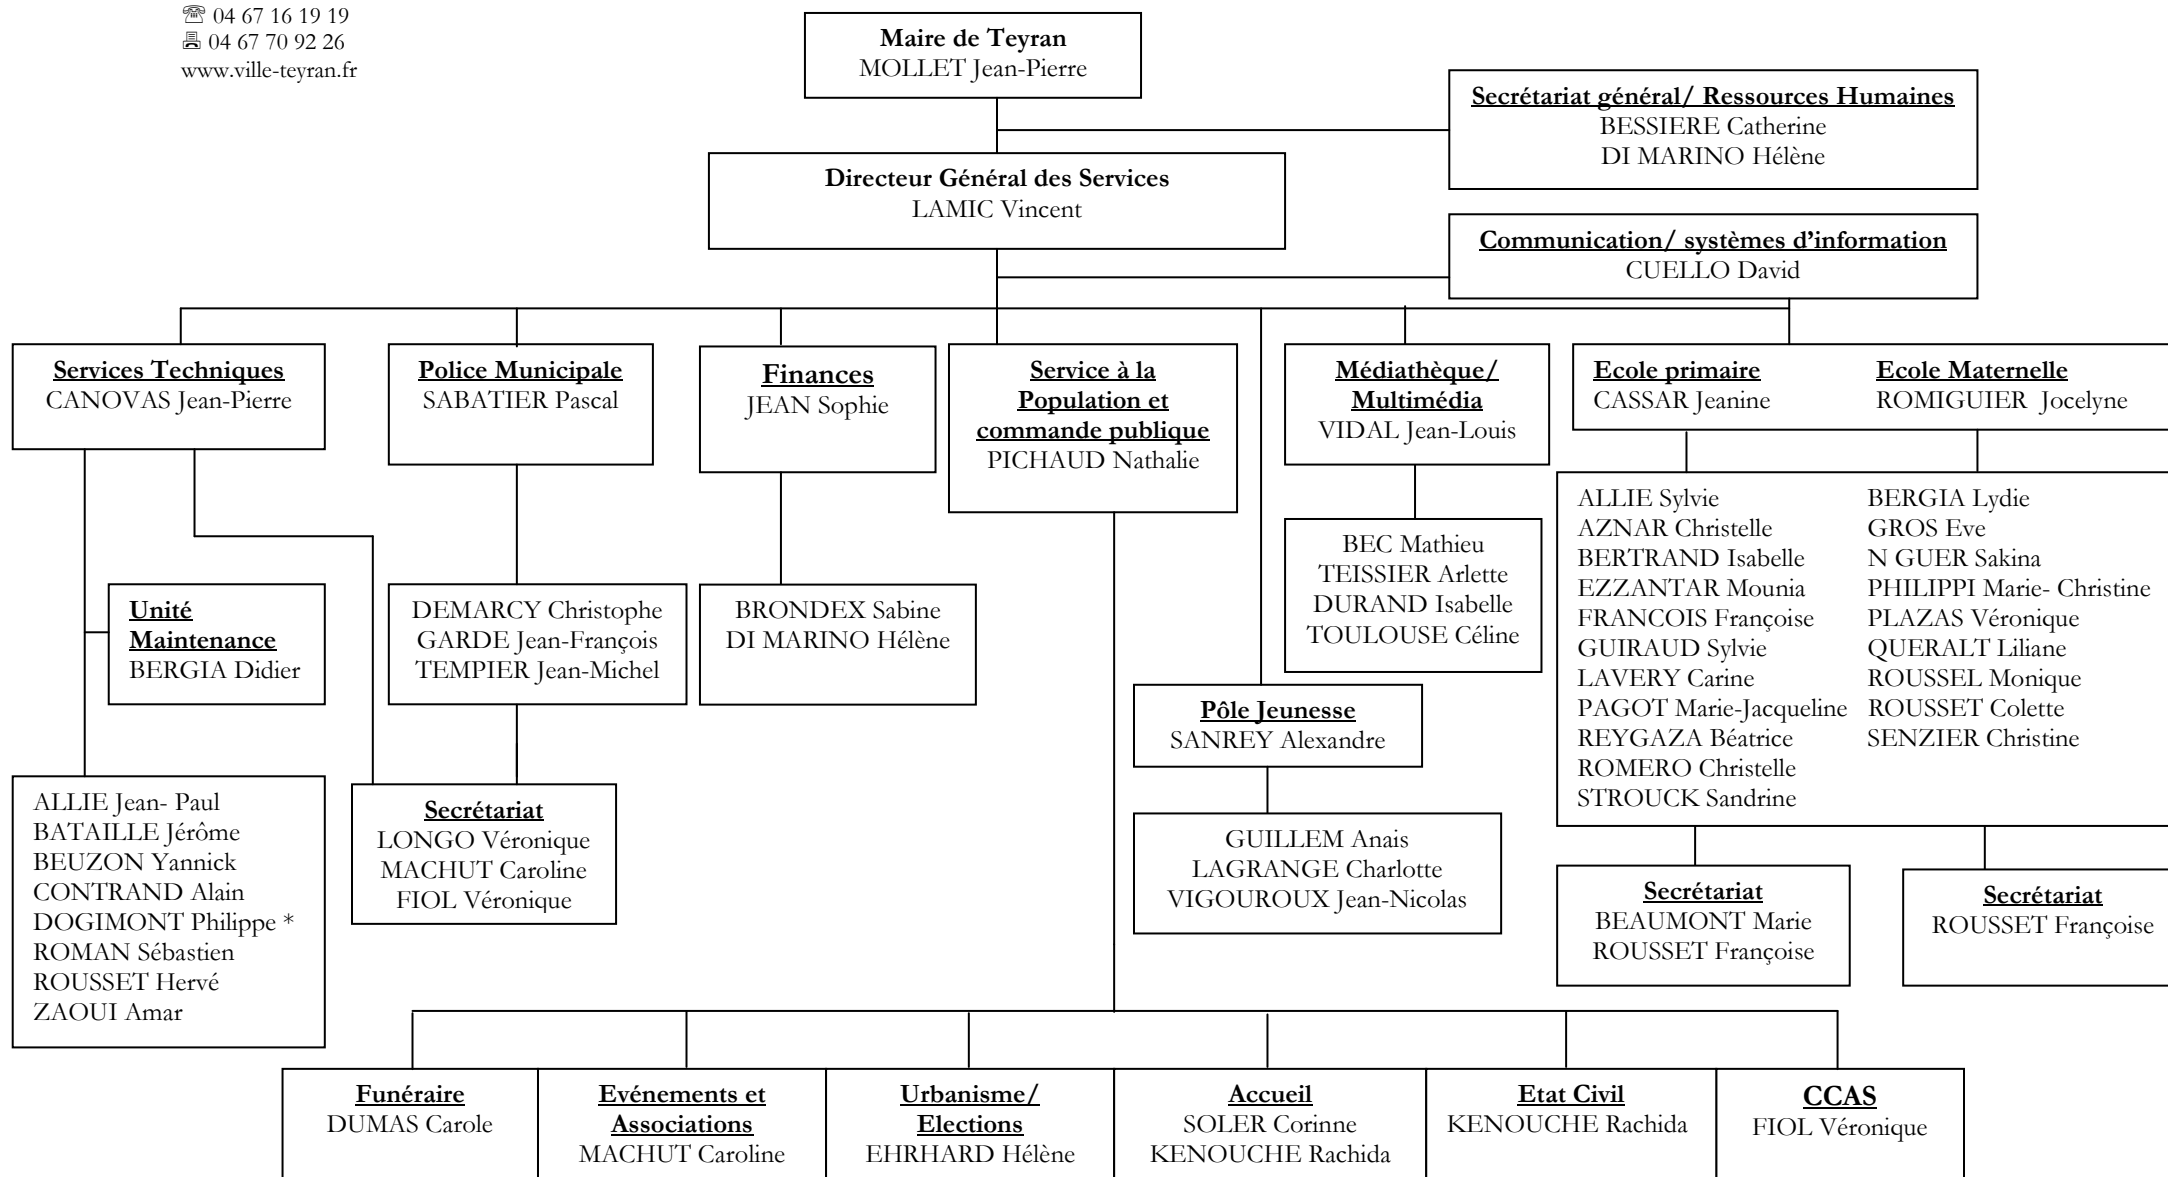 ☏ 04 67 16 19 19
04 67 70 92 26
www.ville-teyran.fr
Maire de Teyran
MOLLET Jean-Pierre
Secrétariat général/ Ressources Humaines
BESSIERE Catherine
DI MARINO Hélène
Directeur Général des Services
LAMIC Vincent
Communication/ systèmes d'information
CUELLO David
Services Techniques
CANOVAS Jean-Pierre
Police Municipale
SABATIER Pascal
Finances
JEAN Sophie
Service à la
Population et
commande publique
PICHAUD Nathalie
Médiathèque/
Multimédia
VIDAL Jean-Louis
Ecole primaire
CASSAR Jeanine
Ecole Maternelle
ROMIGUIER Jocelyne
Unité
Maintenance
BERGIA Didier
DEMARCY Christophe
GARDE Jean-François
TEMPIER Jean-Michel
BRONDEX Sabine
DI MARINO Hélène
BEC Mathieu
TEISSIER Arlette
DURAND Isabelle
TOULOUSE Céline
ALLIE Sylvie
AZNAR Christelle
BERTRAND Isabelle
EZZANTAR Mounia
FRANCOIS Françoise
GUIRAUD Sylvie
LAVERY Carine
PAGOT Marie-Jacqueline
REYGAZA Béatrice
ROMERO Christelle
STROUCK Sandrine
BERGIA Lydie
GROS Eve
N GUER Sakina
PHILIPPI Marie- Christine
PLAZAS Véronique
QUERALT Liliane
ROUSSEL Monique
ROUSSET Colette
SENZIER Christine
Pôle Jeunesse
SANREY Alexandre
ALLIE Jean- Paul
BATAILLE Jérôme
BEUZON Yannick
CONTRAND Alain
DOGIMONT Philippe *
ROMAN Sébastien
ROUSSET Hervé
ZAOUI Amar
Secrétariat
LONGO Véronique
MACHUT Caroline
FIOL Véronique
GUILLEM Anais
LAGRANGE Charlotte
VIGOUROUX Jean-Nicolas
Secrétariat
BEAUMONT Marie
ROUSSET Françoise
Secrétariat
ROUSSET Françoise
Funéraire
DUMAS Carole
Evénements et
Associations
MACHUT Caroline
Urbanisme/
Elections
EHRHARD Hélène
Accueil
SOLER Corinne
KENOUCHE Rachida
Etat Civil
KENOUCHE Rachida
CCAS
FIOL Véronique